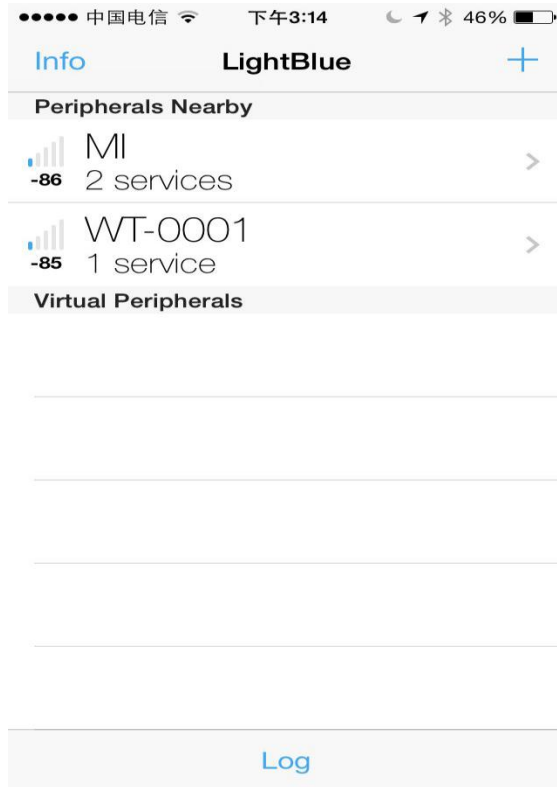 中国电信 下午3:14 46%
Info LightBlue +
Peripherals Nearby
MI
-86 2 services
WT-0001
-85 1 service
Virtual Peripherals
Log